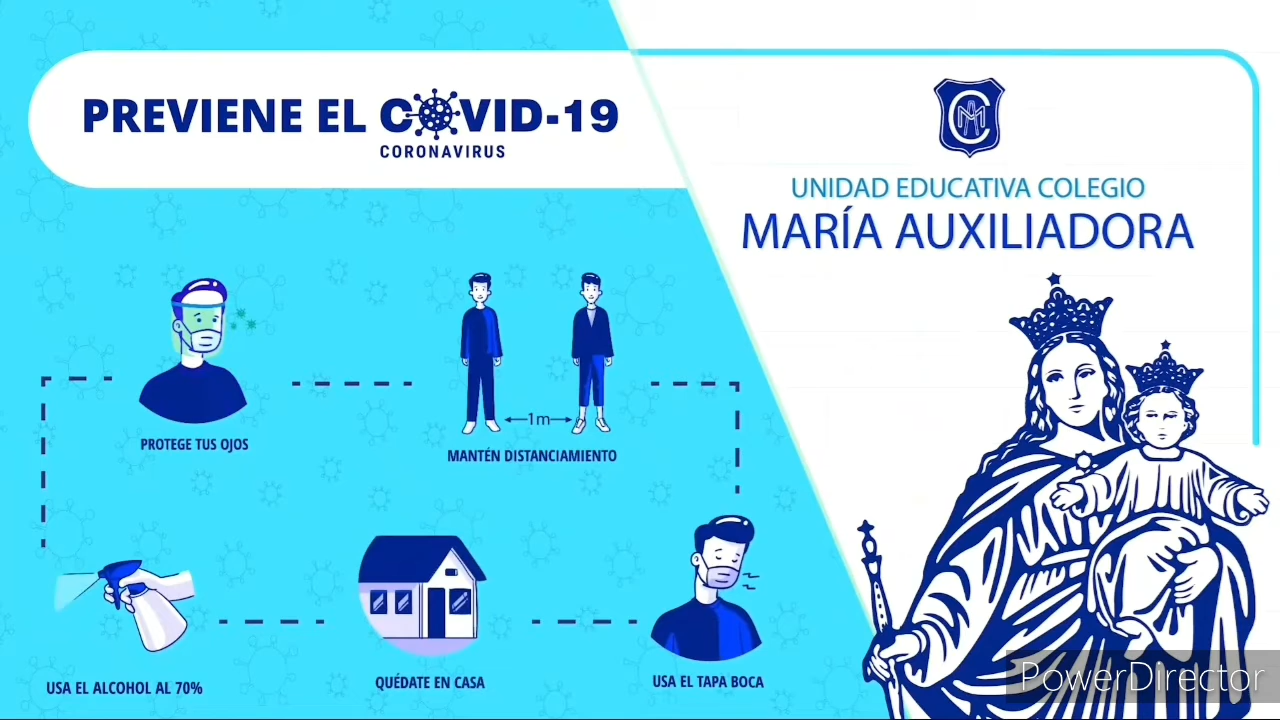 PREVIENE EL COVID-19
CORONAVIRUS
UNIDAD EDUCATIVA COLEGIO
MARÍA AUXILIADORA
PROTEGE TUS OJOS
1m
MANTÉN DISTANCIAMIENTO
USA EL ALCOHOL AL 70%
QUÉDATE EN CASA
USA EL TAPA BOCA
PowerDirector